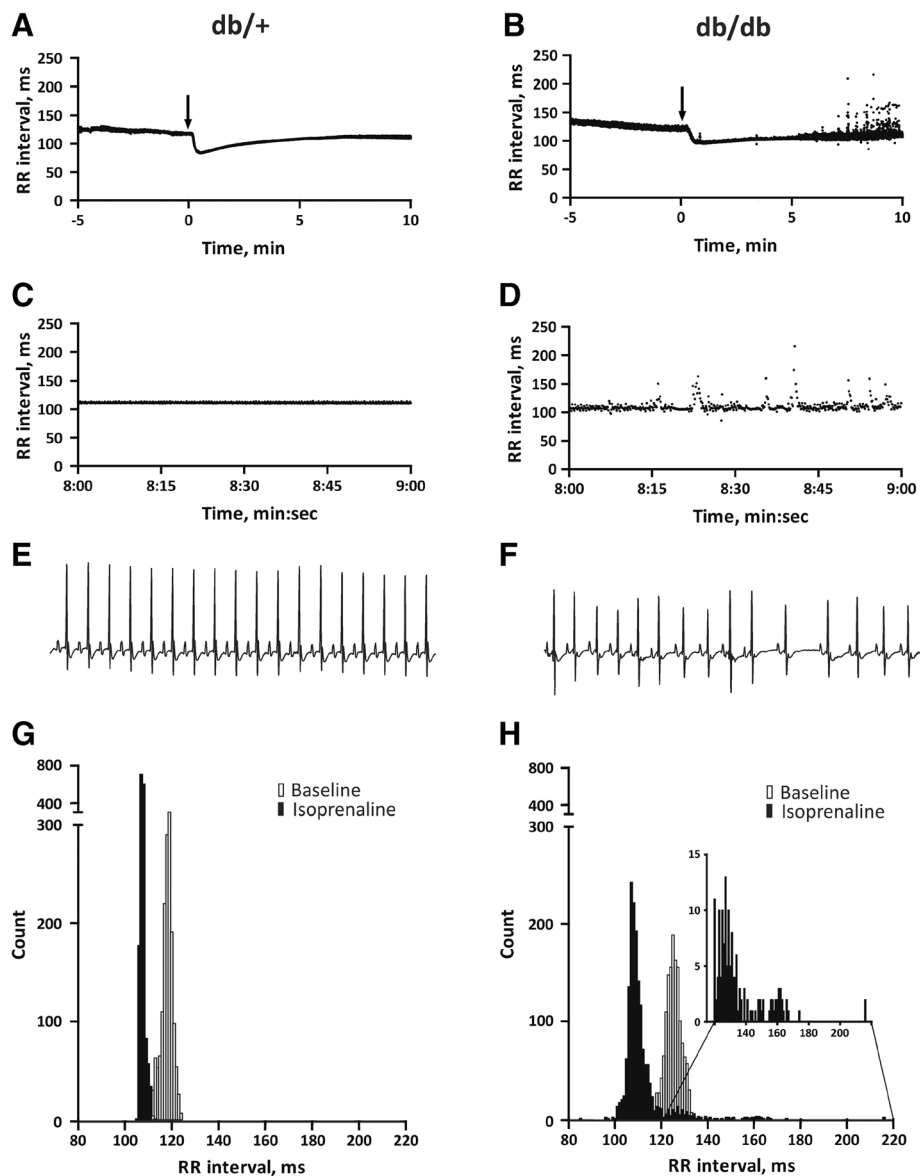 A db/+
B db/db
250
200
150
100
50
0
RR interval, ms
-5 0 5 10
Time, min
250
200
150
100
50
0
RR interval, ms
-5 0 5 10
Time, min
C
250
200
150
100
50
0
RR interval, ms
8:00 8:15 8:30 8:45 9:00
Time, min:sec
D
250
200
150
100
50
0
RR interval, ms
8:00 8:15 8:30 8:45 9:00
Time, min:sec
E
F
G
800
400
300
200
100
0
Count
Baseline
Isoprenaline
80 100 120 140 160 180 200 220
RR interval, ms
H
800
400
300
200
100
0
Count
Baseline
Isoprenaline
15
10
5
0
140 160 180 200
80 100 120 140 160 180 200 220
RR interval, ms